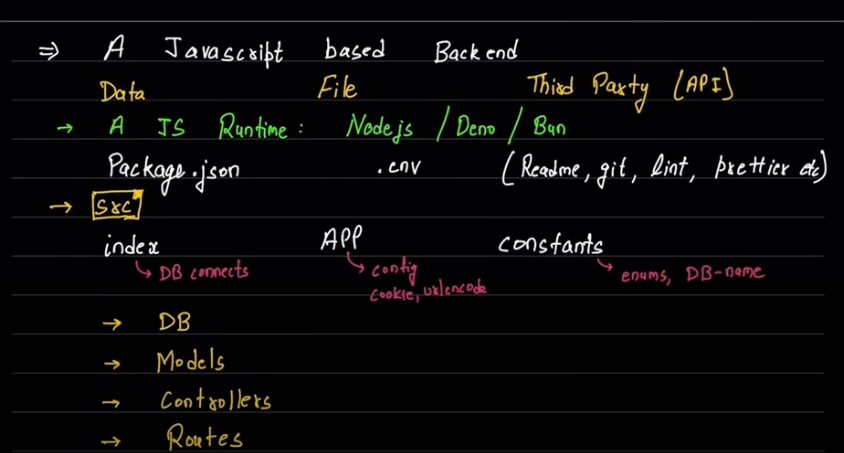 ⇒ A Javascript based Backend
Data File Third Party (API)
→ A JS Runtime: Nodejs / Deno / Bun
Package.json .env (Readme, git, lint, prettier etc)
→ src
index APP constants
↳ DB connects ↳ config ↳ enums, DB-name
cookie, urlencode
→ DB
→ Models
→ Controllers
→ Routes